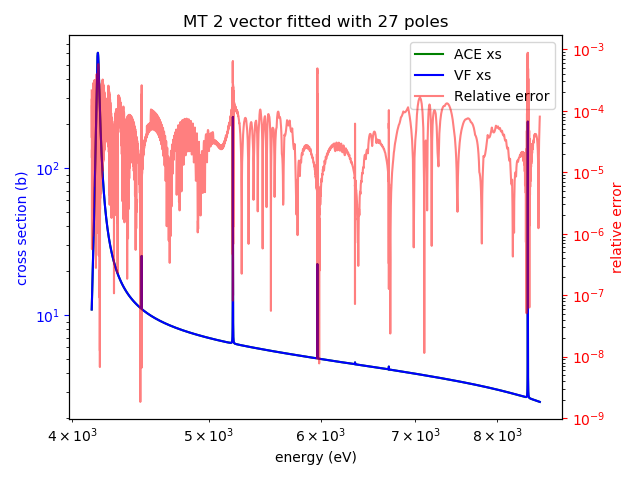 MT 2 vector fitted with 27 poles
ACE xs
VF xs
Relative error
10²
10¹
cross section (b)
10⁻³
10⁻⁴
10⁻⁵
10⁻⁶
10⁻⁷
10⁻⁸
10⁻⁹
relative error
4 × 10³
5 × 10³
6 × 10³
7 × 10³
8 × 10³
energy (eV)